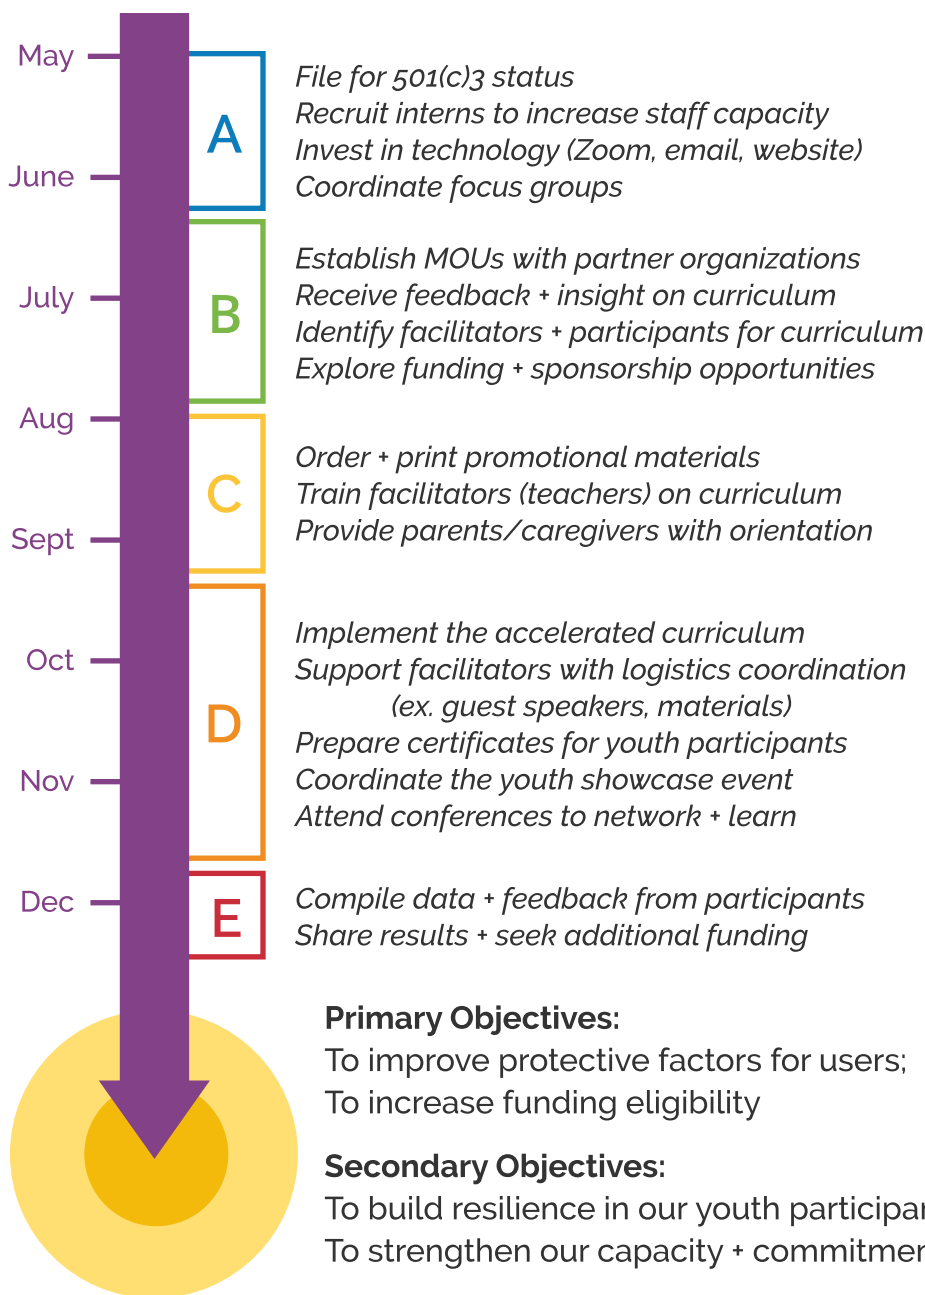 May
A
File for 501(c)3 status
Recruit interns to increase staff capacity
Invest in technology (Zoom, email, website)
June
Coordinate focus groups
B
Establish MOUs with partner organizations
July
Receive feedback + insight on curriculum
Identify facilitators + participants for curriculum
Explore funding + sponsorship opportunities
Aug
C
Order + print promotional materials
Train facilitators (teachers) on curriculum
Sept
Provide parents/caregivers with orientation
D
Implement the accelerated curriculum
Oct
Support facilitators with logistics coordination
(ex. guest speakers, materials)
Prepare certificates for youth participants
Nov
Coordinate the youth showcase event
Attend conferences to network + learn
Dec
E
Compile data + feedback from participants
Share results + seek additional funding
Primary Objectives:
To improve protective factors for users;
To increase funding eligibility
Secondary Objectives:
To build resilience in our youth
To strengthen our capacity +